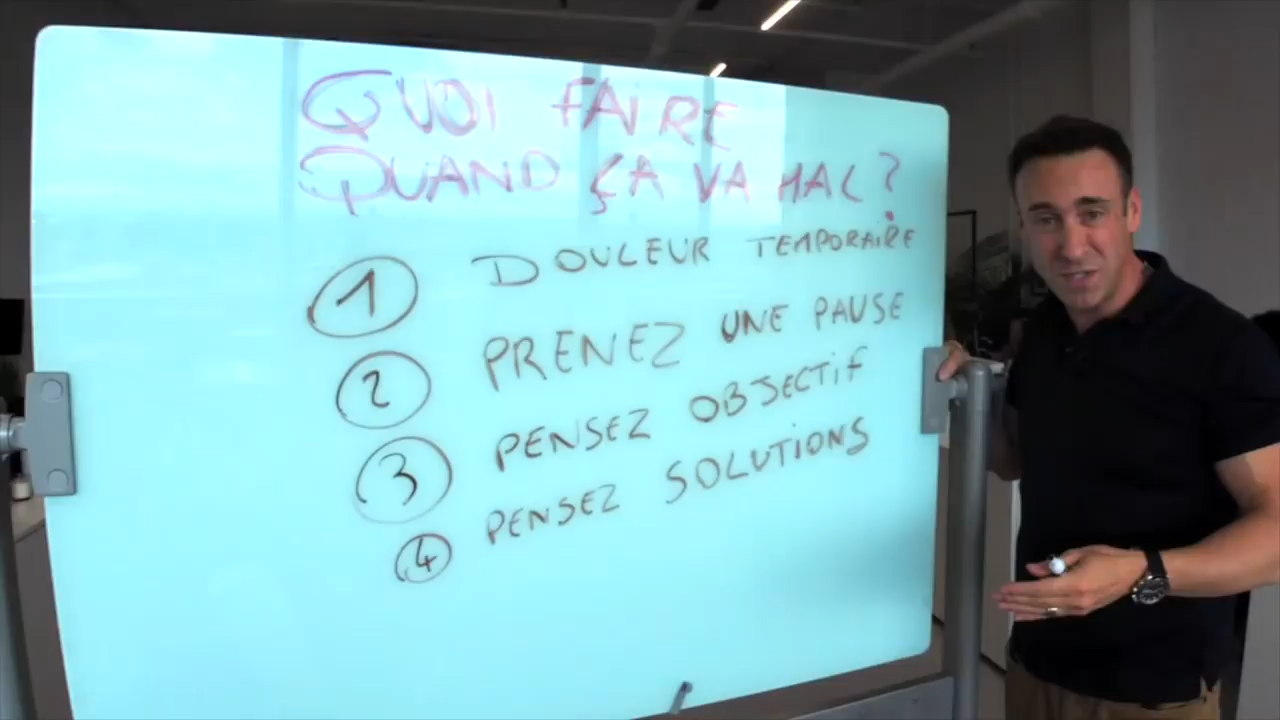 QUOI FAIRE
QUAND ÇA VA MAL?
1 DOULEUR TEMPORAIRE
2 PRENEZ UNE PAUSE
3 PENSEZ OBJECTIF
4 PENSEZ SOLUTIONS